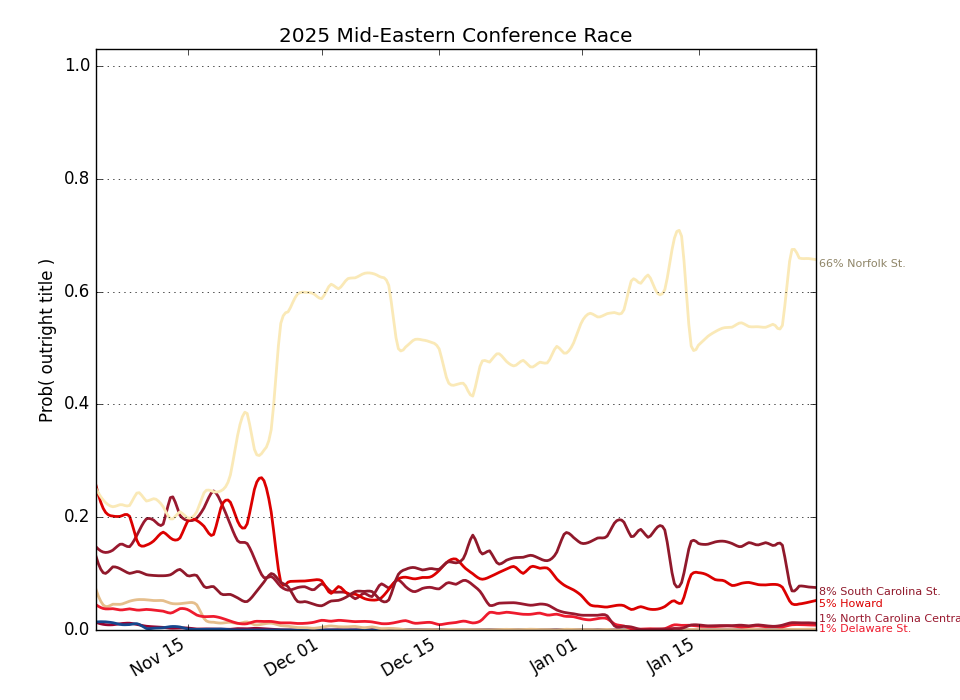 2025 Mid-Eastern Conference Race
1.0
0.8
0.6
0.4
0.2
0.0
Prob( outright title )
66% Norfolk St.
8% South Carolina St.
5% Howard
1% North Carolina Centra
1% Delaware St.
Nov 15
Dec 01
Dec 15
Jan 01
Jan 15